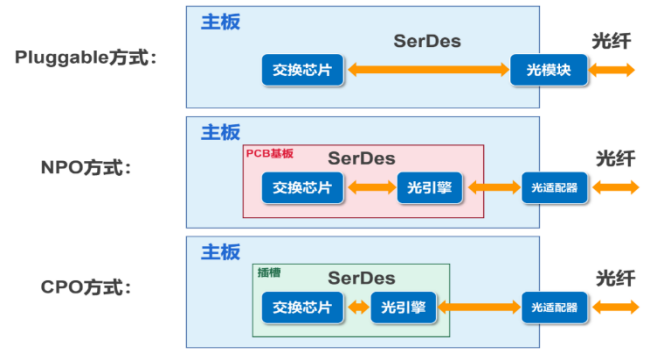 主板
Pluggable方式：
SerDes
光纤
交换芯片
光模块
主板
PCB基板
NPO方式：
SerDes
光纤
交换芯片
光引擎
光适配器
主板
插槽
CPO方式：
SerDes
光纤
交换芯片
光引擎
光适配器